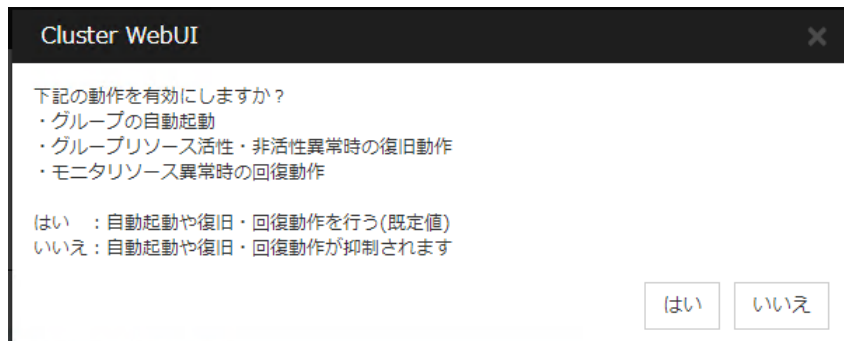 Cluster WebUI
下記の動作を有効にしますか？
・グループの自動起動
・グループリソース活性・非活性異常時の復旧動作
・モニタリソース異常時の回復動作
はい　：自動起動や復旧・回復動作を行う(既定値)
いいえ：自動起動や復旧・回復動作が抑制されます
はい
いいえ